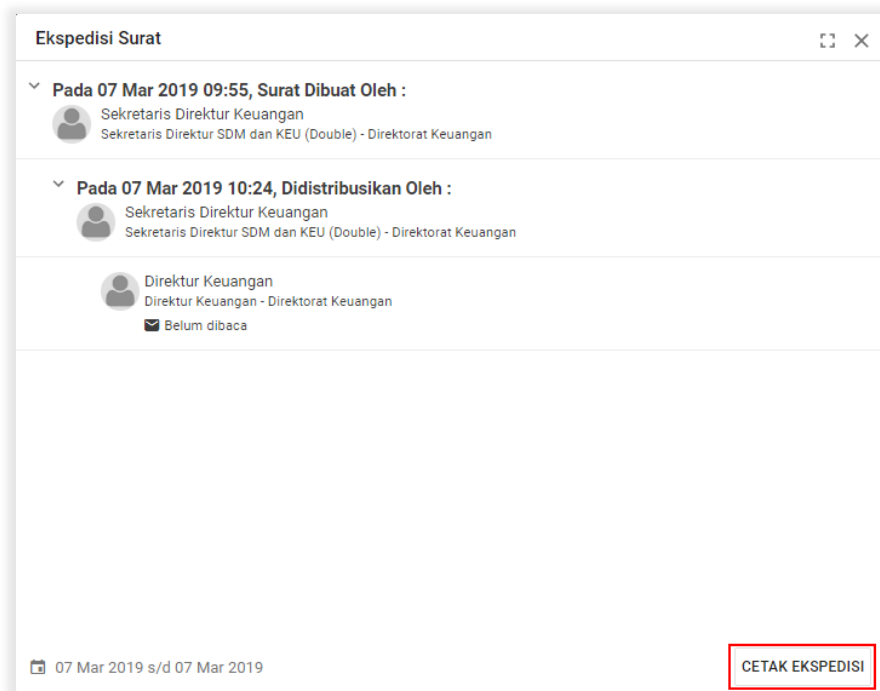 Ekspedisi Surat
Pada 07 Mar 2019 09:55, Surat Dibuat Oleh :
Sekretaris Direktur Keuangan
Sekretaris Direktur SDM dan KEU (Double) - Direktorat Keuangan
Pada 07 Mar 2019 10:24, Didistribusikan Oleh :
Sekretaris Direktur Keuangan
Sekretaris Direktur SDM dan KEU (Double) - Direktorat Keuangan
Direktur Keuangan
Direktur Keuangan - Direktorat Keuangan
Belum dibaca
07 Mar 2019 s/d 07 Mar 2019
CETAK EKSPEDISI